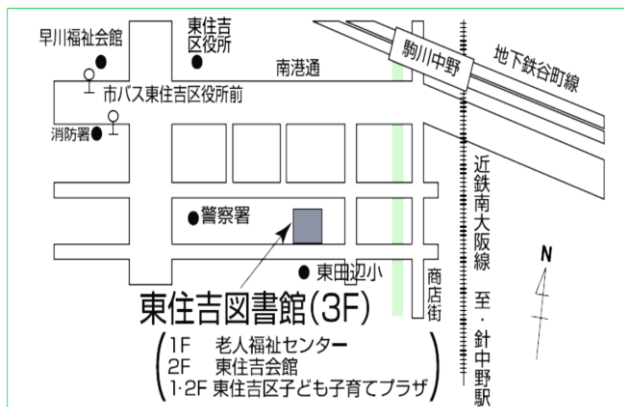 早川福祉会館
東住吉
区役所
南港通
駒川中野
地下鉄谷町線
市バス東住吉区役所前
消防署
警察署
東田辺小
商店街
近鉄南大阪線 至・針中野駅
N
東住吉図書館(3F)
1F 老人福祉センター
2F 東住吉会館
1・2F 東住吉区子ども子育てプラザ